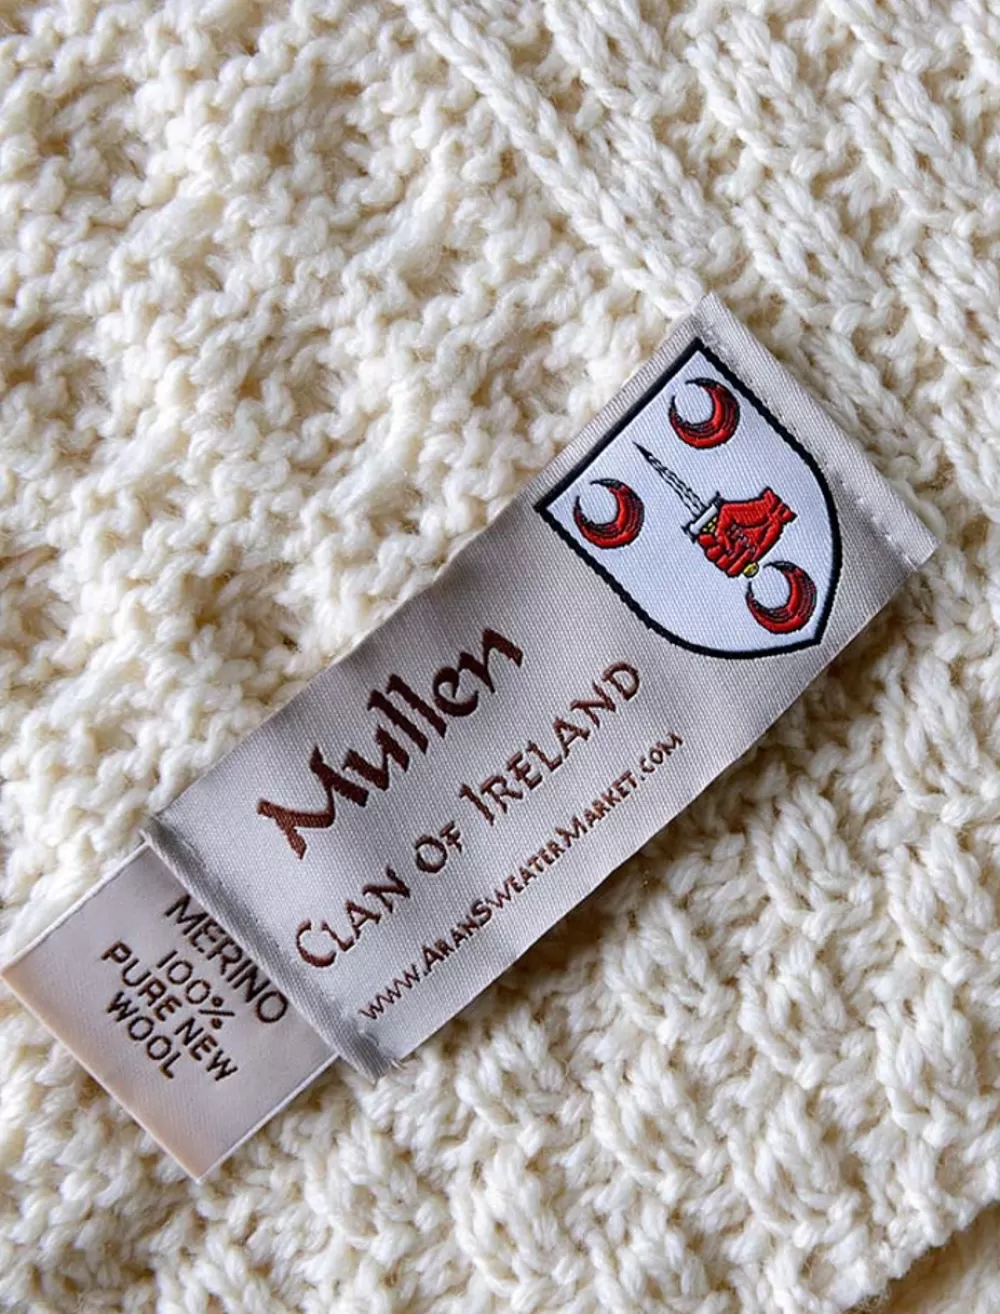 Mullen
Clan Of Ireland
www.AranSweaterMarket.com
MERINO
100%
PURE NEW
WOOL